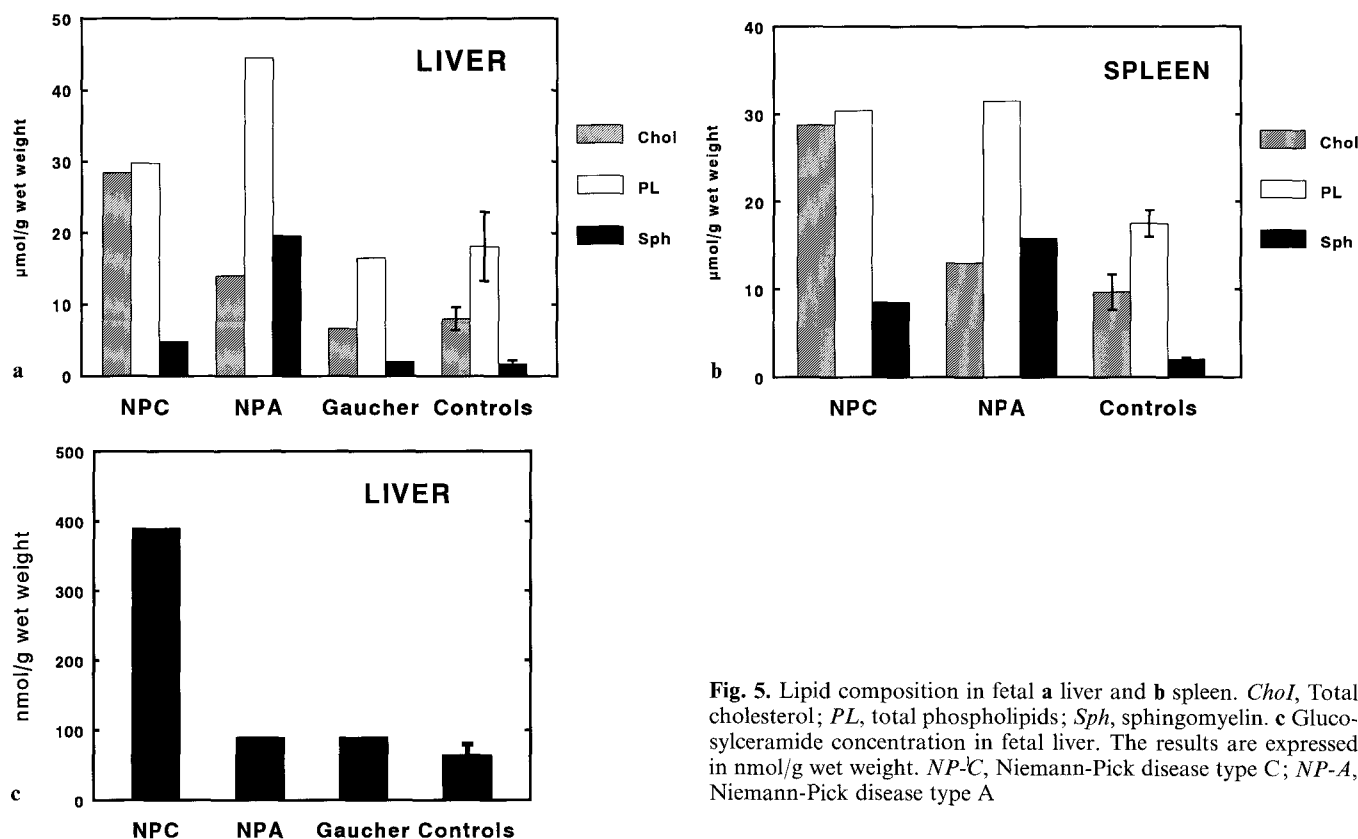 50
40
30
20
10
0
µmol/g wet weight
LIVER
Chol
PL
Sph
a
NPC NPA Gaucher Controls
40
30
20
10
0
µmol/g wet weight
SPLEEN
Chol
PL
Sph
b
NPC NPA Controls
500
400
300
200
100
0
nmol/g wet weight
LIVER
c
NPC NPA Gaucher Controls
Fig. 5. Lipid composition in fetal a liver and b spleen. Chol, Total
cholesterol; PL, total phospholipids; Sph, sphingomyelin. c Gluco-
sylceramide concentration in fetal liver. The results are expressed
in nmol/g wet weight. NP-C, Niemann-Pick disease type C; NP-A,
Niemann-Pick disease type A